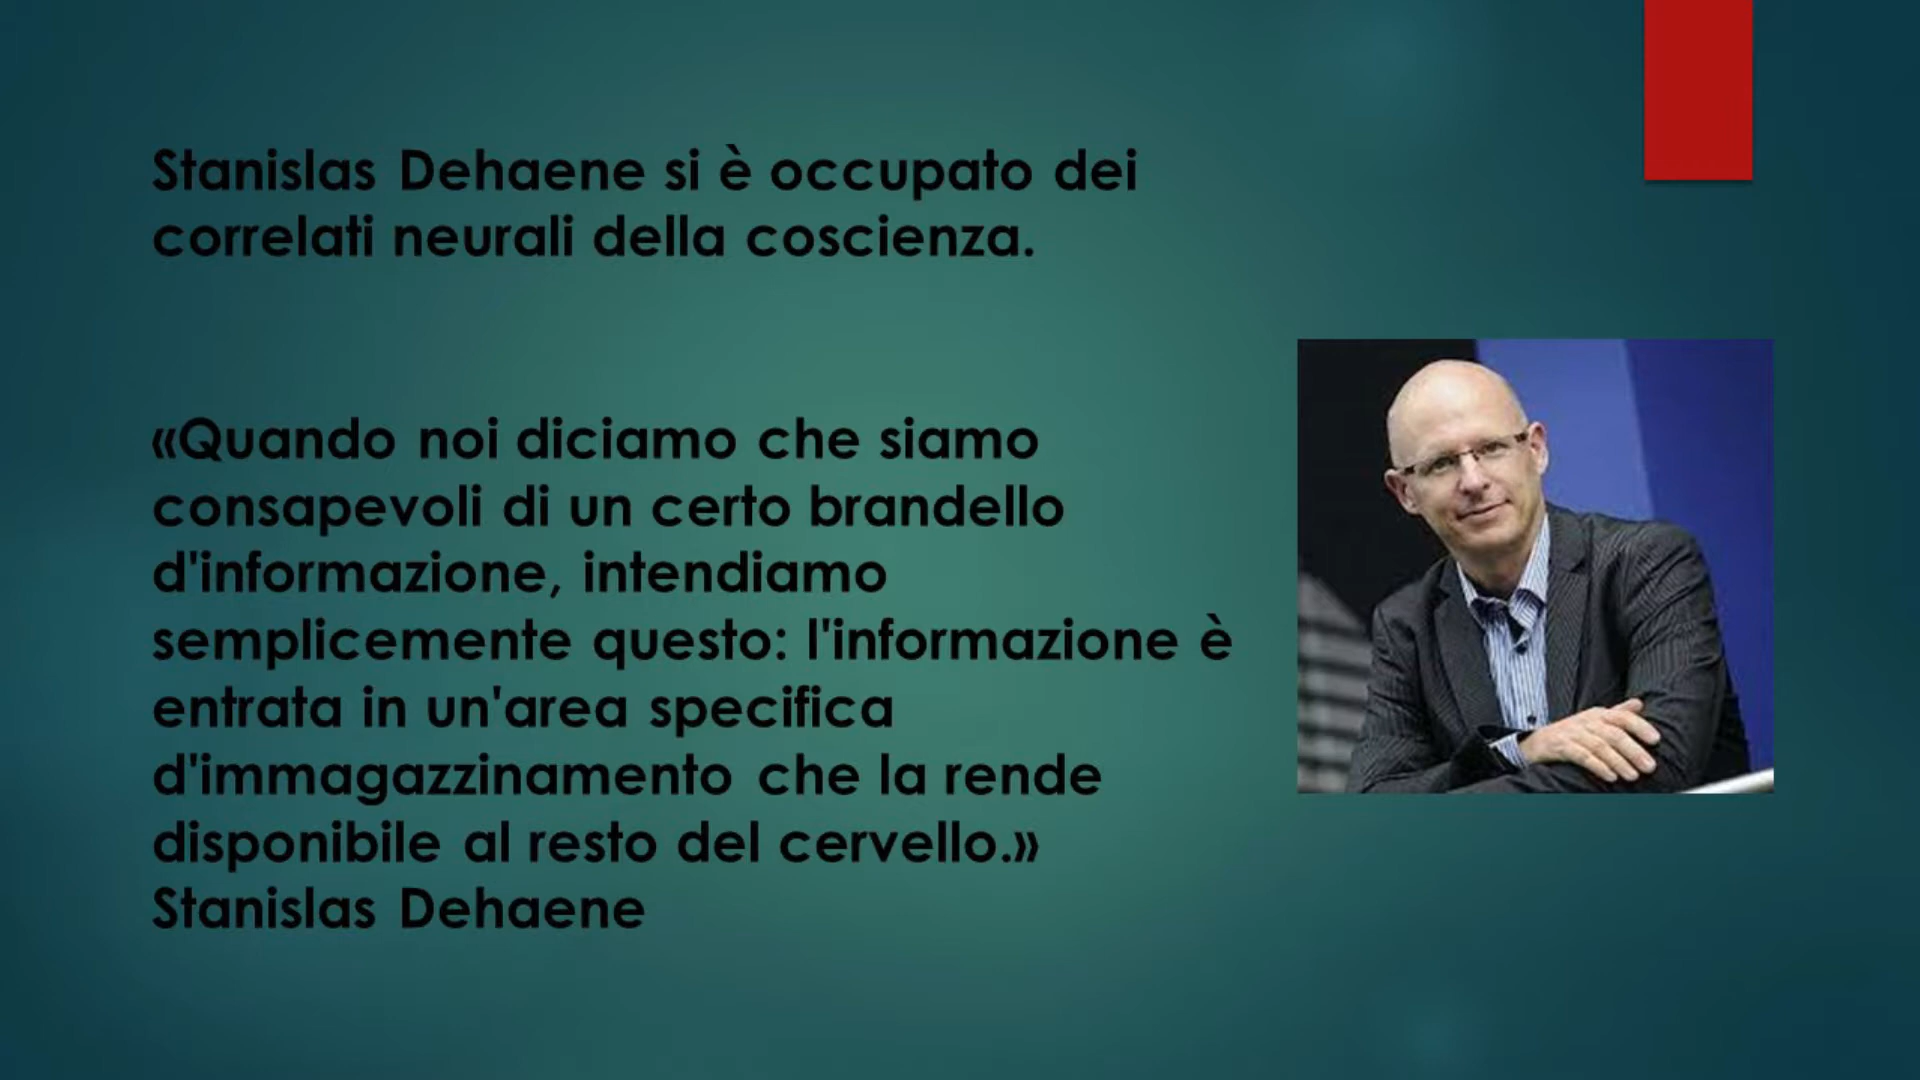 Stanislas Dehaene si è occupato dei
correlati neurali della coscienza.
«Quando noi diciamo che siamo
consapevoli di un certo brandello
d'informazione, intendiamo
semplicemente questo: l'informazione è
entrata in un'area specifica
d'immagazzinamento che la rende
disponibile al resto del cervello.»
Stanislas Dehaene